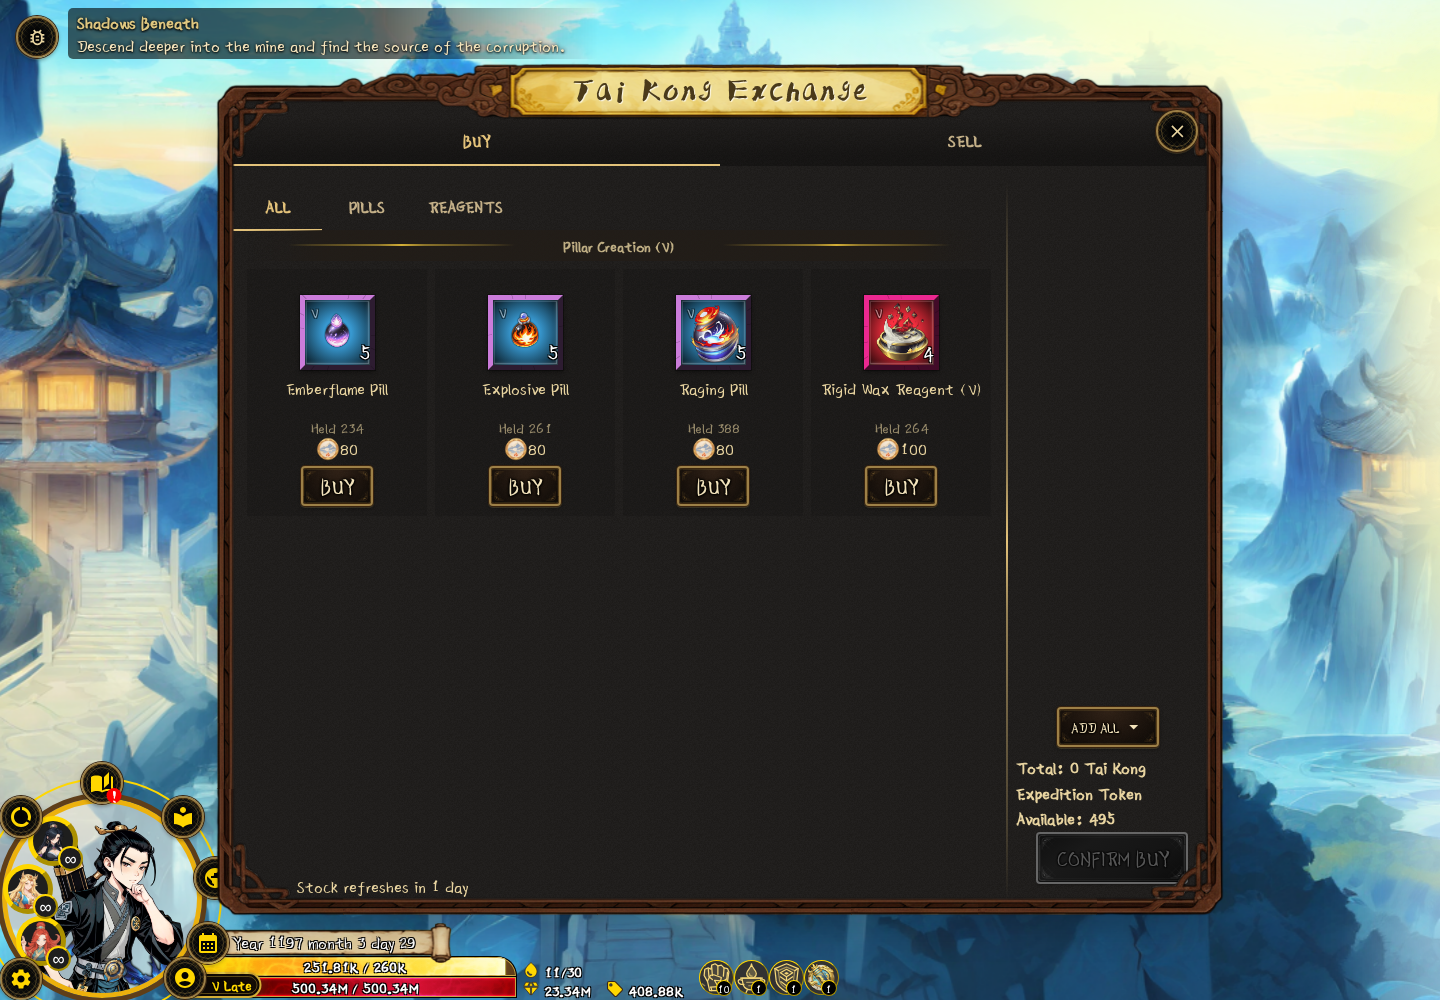 Shadows Beneath
Descend deeper into the mine and find the source of the corruption.
Tai Kong Exchange
BUY
SELL
ALL
PILLS
REAGENTS
Pillar Creation (V)
V
5
V
5
V
5
V
4
Emberflame Pill
Explosive Pill
Raging Pill
Rigid Wax Reagent (V)
Held 234
Held 261
Held 388
Held 264
80
80
80
100
BUY
BUY
BUY
BUY
ADD ALL
Total: 0 Tai Kong
Expedition Token
Available: 495
CONFIRM BUY
Stock refreshes in 1 day
Year 1197 month 3 day 29
251.81K / 260K
V Late
500.34M / 500.34M
11/30
23.34M
408.88K
10
1
1
1